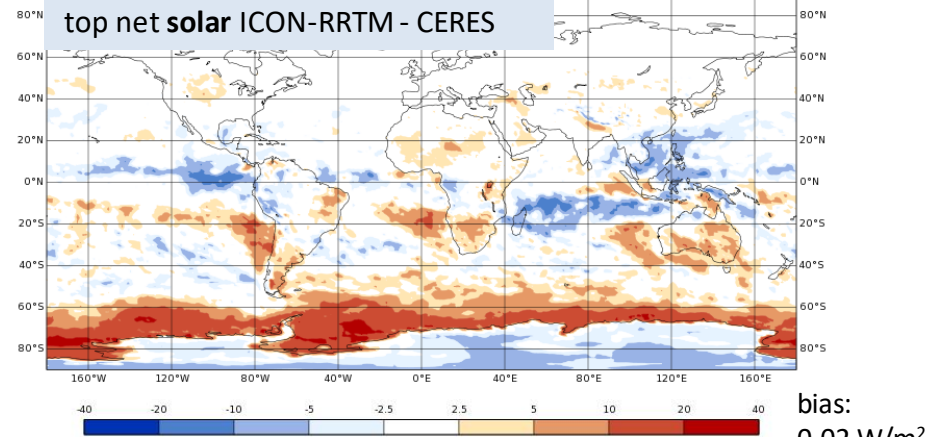 top net solar ICON-RRTM - CERES
80°N 80°N
60°N 60°N
40°N 40°N
20°N 20°N
0°N 0°N
20°S 20°S
40°S 40°S
60°S 60°S
80°S 80°S
160°W 120°W 80°W 40°W 0°E 40°E 80°E 120°E 160°E
-40 -20 -10 -5 -2.5 2.5 5 10 20 40
bias:
W/m²